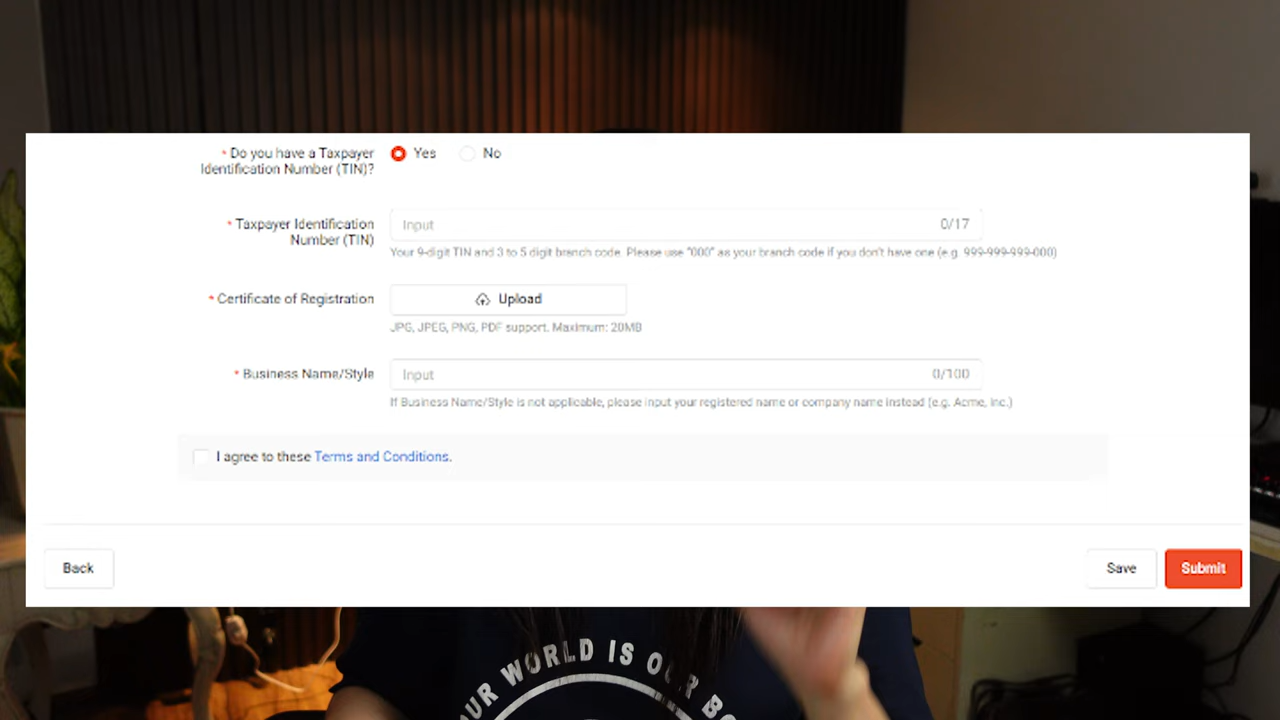 * Do you have a Taxpayer
Identification Number (TIN)?
Yes
No
* Taxpayer Identification
Number (TIN)
Input
0/17
Your 9-digit TIN and 3 to 5 digit branch code. Please use "000" as your branch code if you don't have one (e.g. 999-999-999-000)
* Certificate of Registration
Upload
JPG, JPEG, PNG, PDF support. Maximum: 20MB
* Business Name/Style
Input
0/100
If Business Name/Style is not applicable, please input your registered name or company name instead (e.g. Acme, Inc.)
I agree to these Terms and Conditions.
Back
Save
Submit
WORLD IS